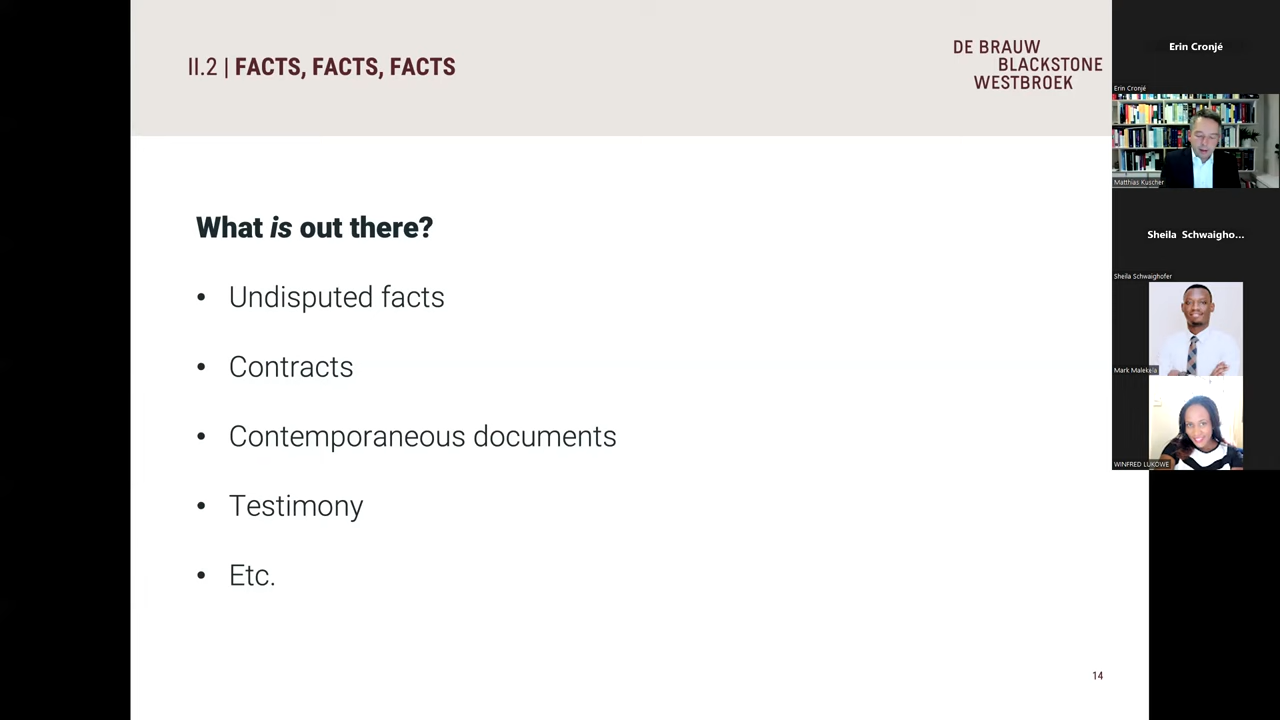 II.2 | FACTS, FACTS, FACTS
DE BRAUW
BLACKSTONE
WESTBROEK
What is out there?
• Undisputed facts
• Contracts
• Contemporaneous documents
• Testimony
• Etc.
14
Erin Cronjé
Erin Cronjé
Matthias Kuscher
Sheila Schwaigho...
Sheila Schwaighofer
Mark Malekela
WINFRED LUKOWE